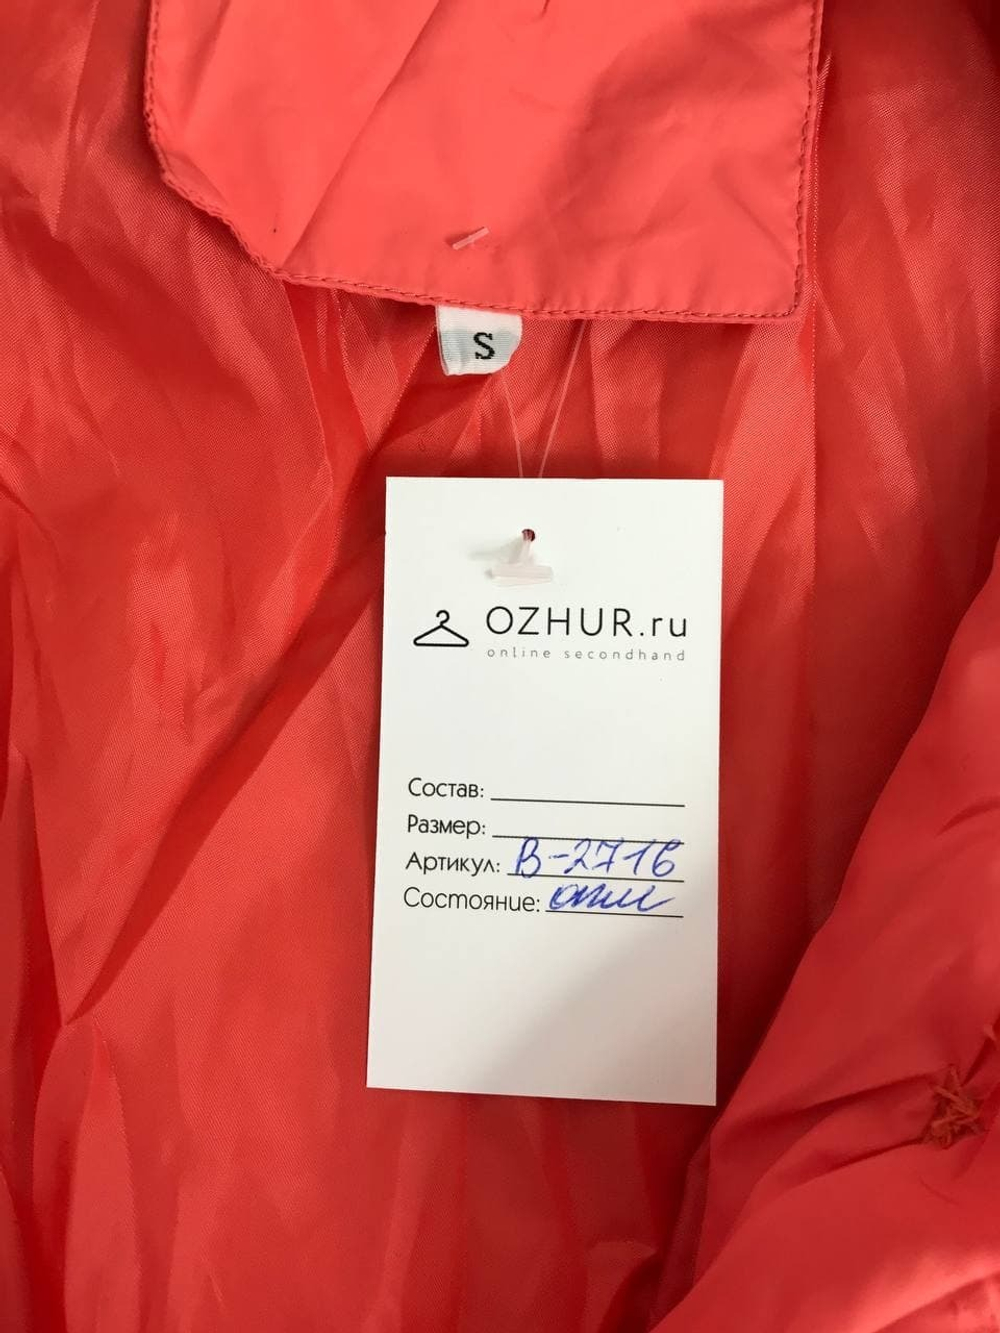 S
OZHUR.ru
online secondhand
Состав:
Размер:
Артикул: В-2716
Состояние: отл